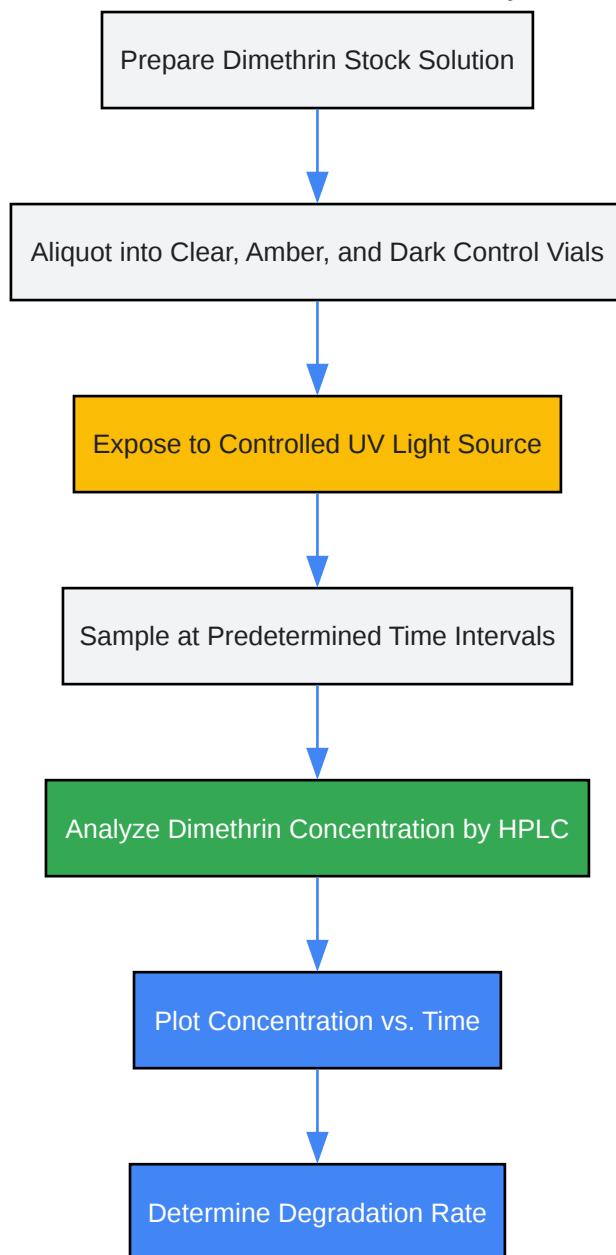 Prepare Dimethrin Stock Solution
Aliquot into Clear, Amber, and Dark Control Vials
Expose to Controlled UV Light Source
Sample at Predetermined Time Intervals
Analyze Dimethrin Concentration by HPLC
Plot Concentration vs. Time
Determine Degradation Rate